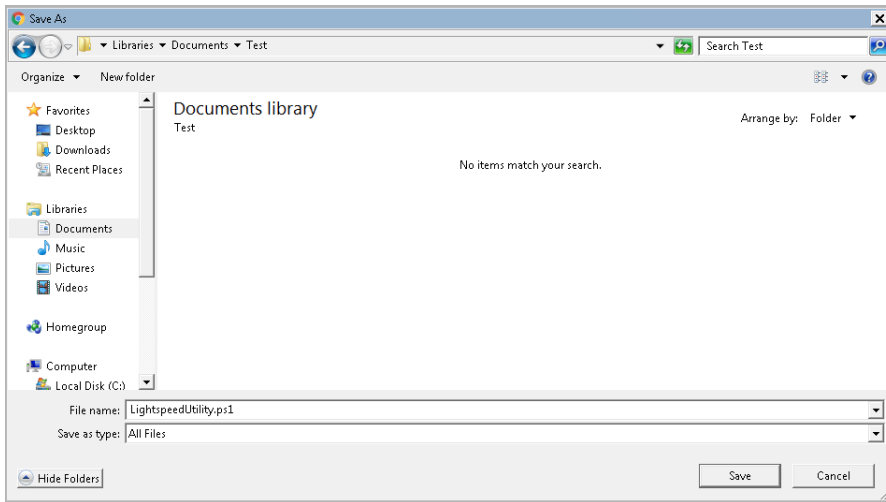 Save As
Libraries Documents Test
Search Test
Organize New folder
Favorites
Desktop
Downloads
Recent Places
Libraries
Documents
Music
Pictures
Videos
Homegroup
Computer
Local Disk (C:)
Documents library
Test
Arrange by: Folder
No items match your search.
File name: LightspeedUtility.ps1
Save as type: All Files
Hide Folders
Save
Cancel